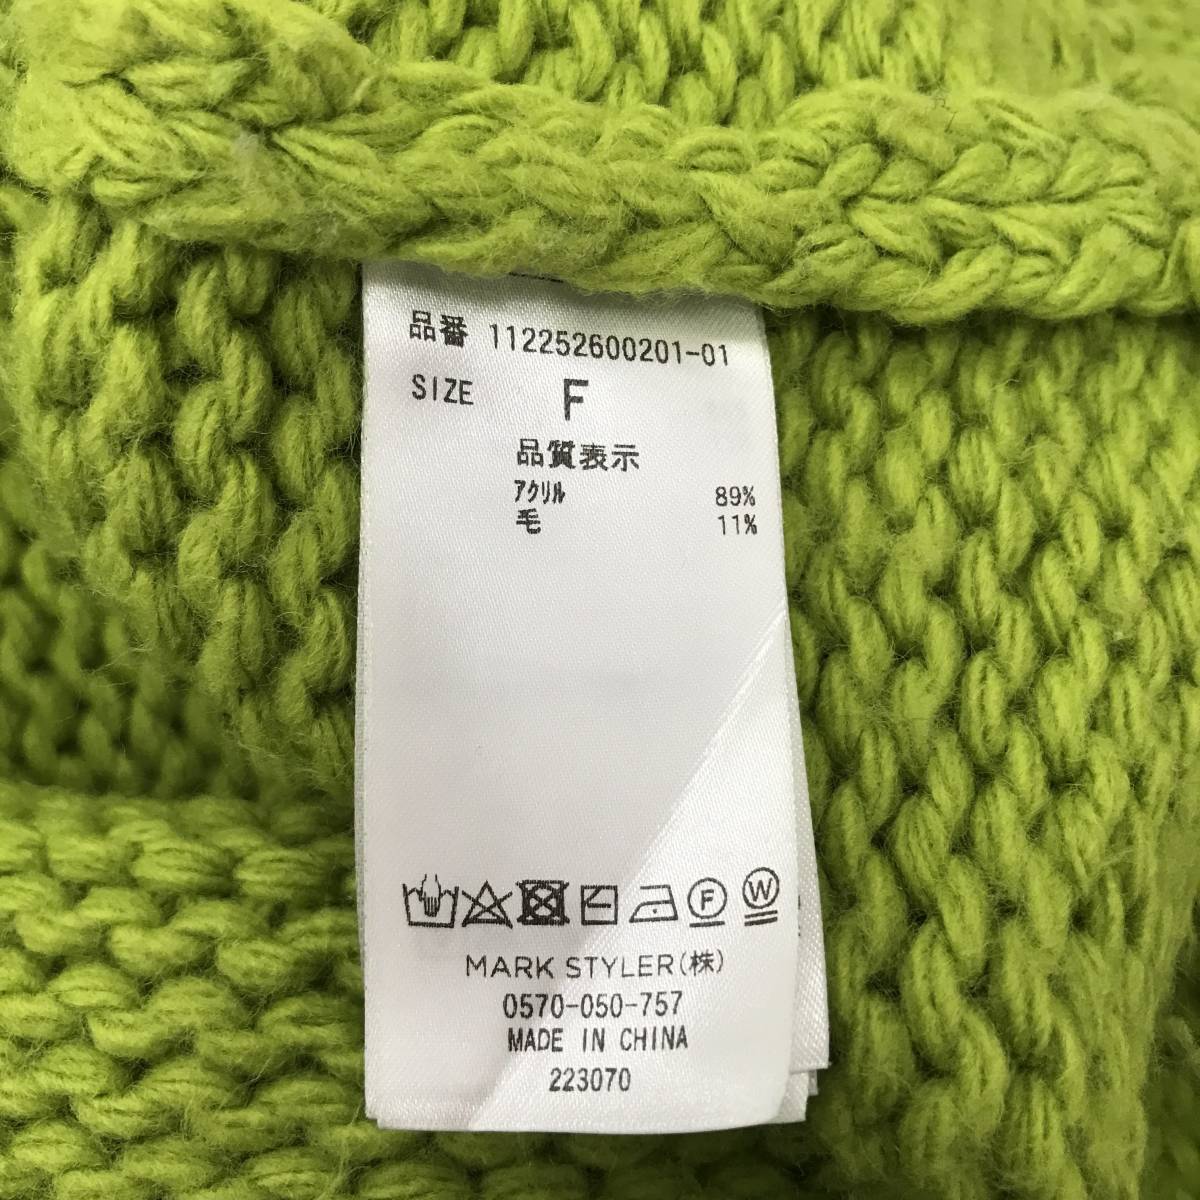 品番 112252600201-01
SIZE F
品質表示
アクリル 89%
毛 11%
F W
MARK STYLER(株)
0570-050-757
MADE IN CHINA
223070